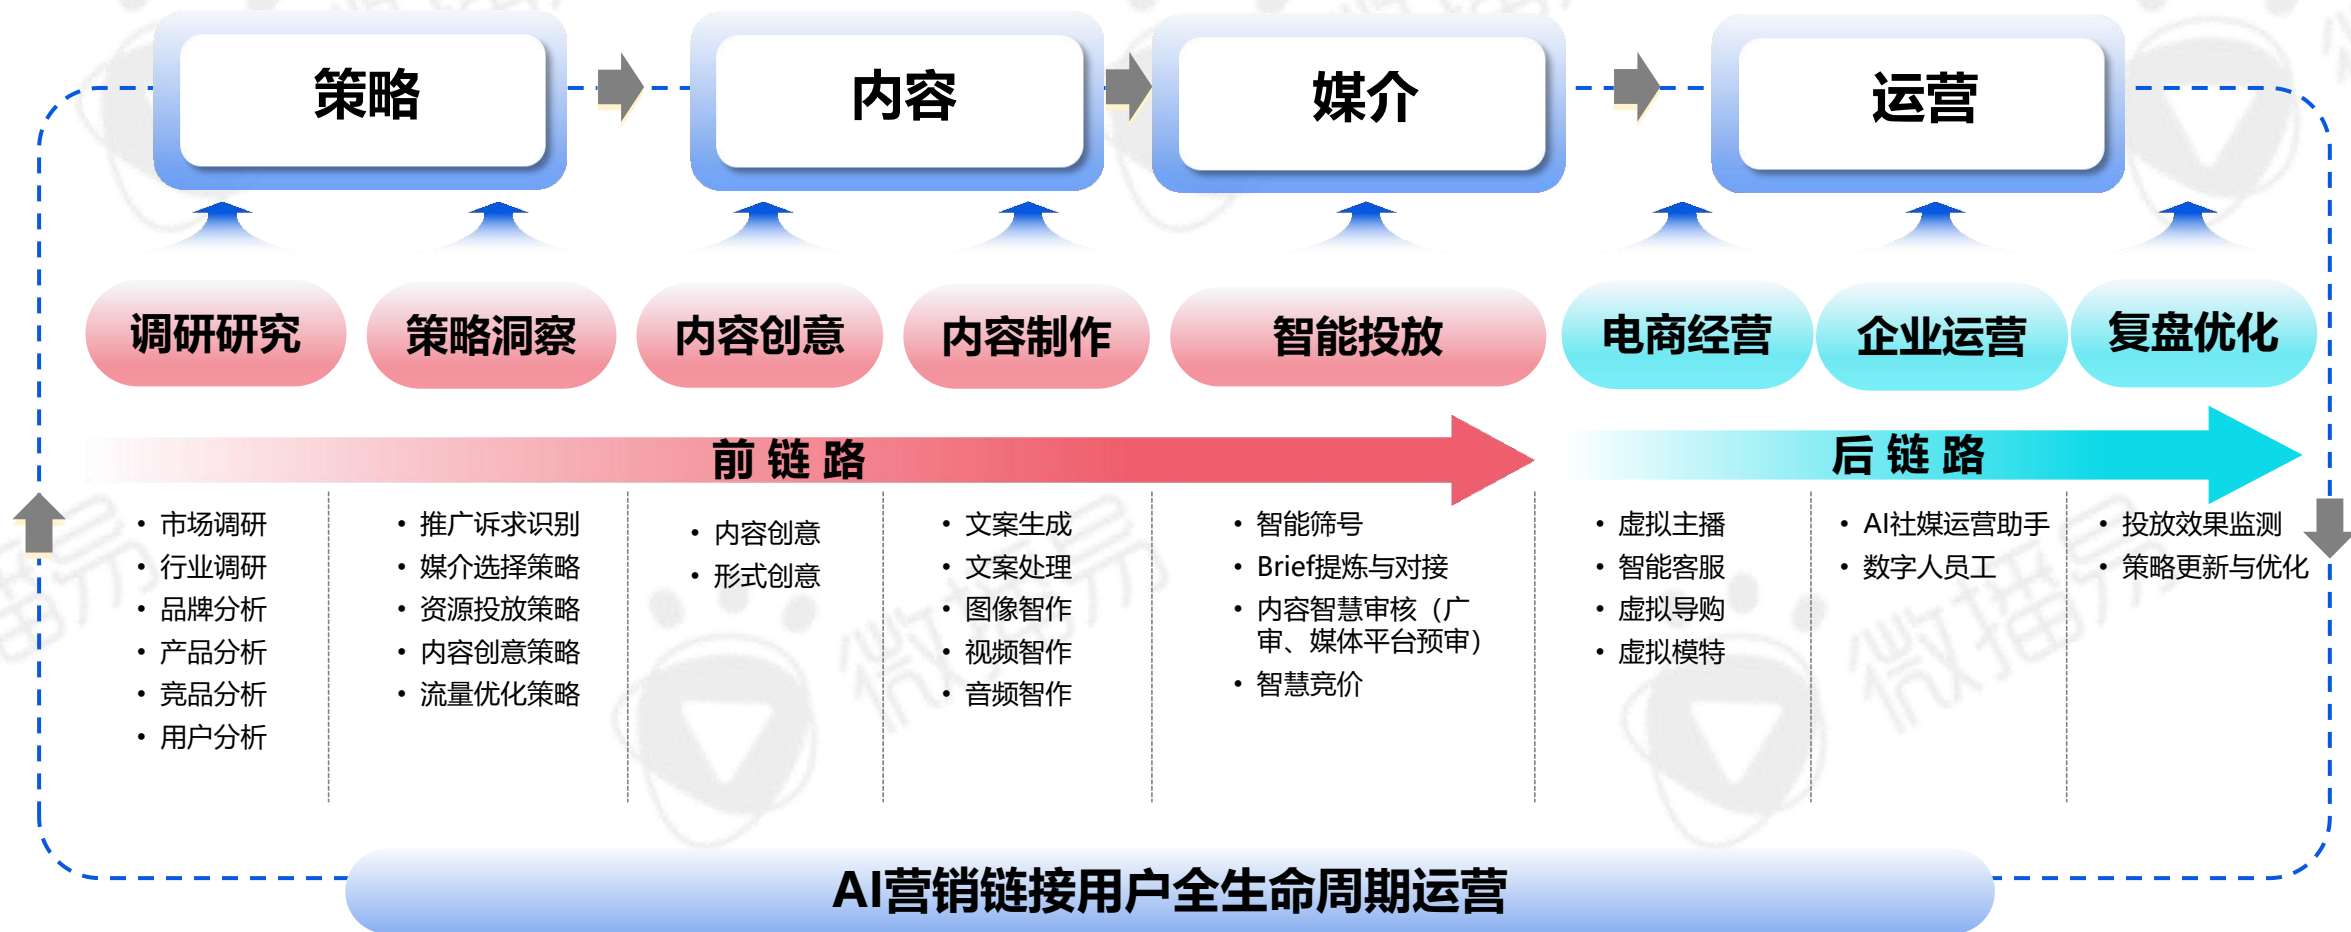 策略
内容
媒介
运营
调研研究
策略洞察
内容创意
内容制作
智能投放
电商经营
企业运营
复盘优化
前链路
后链路
• 市场调研
• 行业调研
• 品牌分析
• 产品分析
• 竞品分析
• 用户分析
• 推广诉求识别
• 媒介选择策略
• 资源投放策略
• 内容创意策略
• 流量优化策略
• 内容创意
• 形式创意
• 文案生成
• 文案处理
• 图像智作
• 视频智作
• 音频智作
• 智能筛号
• Brief提炼与对接
• 内容智慧审核（广
审、媒体平台预审）
• 智慧竞价
• 虚拟主播
• 智能客服
• 虚拟导购
• 虚拟模特
• AI社媒运营助手
• 数字人员工
• 投放效果监测
• 策略更新与优化
AI营销链接用户全生命周期运营
微播易
微播易
微播易